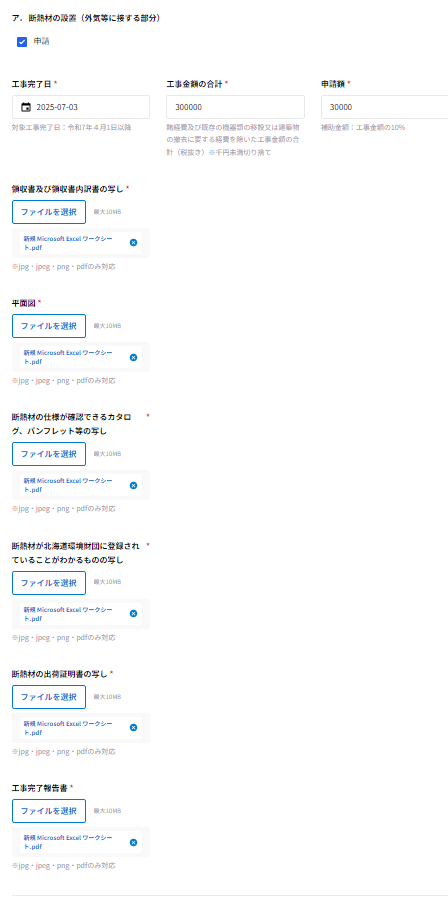 ア．断熱材の設置（外気等に接する部分）
申請
工事完了日 * 工事金額の合計 * 申請額 *
2025-07-03 300000 30000
対象工事完了日：令和7年４月1日以降 諸経費及び既存の機器類の移設又は建築物 補助金額：工事金額の10%
の撤去に要する経費を除いた工事金額の合
計（税抜き）※千円未満切り捨て
領収書及び領収書内訳書の写し *
ファイルを選択 最大10MB
新規 Microsoft Excel ワークシー
ト.pdf
※jpg・jpeg・png・pdfのみ対応
平面図 *
ファイルを選択 最大10MB
新規 Microsoft Excel ワークシー
ト.pdf
※jpg・jpeg・png・pdfのみ対応
断熱材の仕様が確認できるカタロ *
グ、パンフレット等の写し
ファイルを選択 最大10MB
新規 Microsoft Excel ワークシー
ト.pdf
※jpg・jpeg・png・pdfのみ対応
断熱材が北海道環境財団に登録され *
ていることがわかるものの写し
ファイルを選択 最大10MB
新規 Microsoft Excel ワークシー
ト.pdf
※jpg・jpeg・png・pdfのみ対応
断熱材の出荷証明書の写し *
ファイルを選択 最大10MB
新規 Microsoft Excel ワークシー
ト.pdf
※jpg・jpeg・png・pdfのみ対応
工事完了報告書 *
ファイルを選択 最大10MB
新規 Microsoft Excel ワークシー
ト.pdf
※jpg・jpeg・png・pdfのみ対応